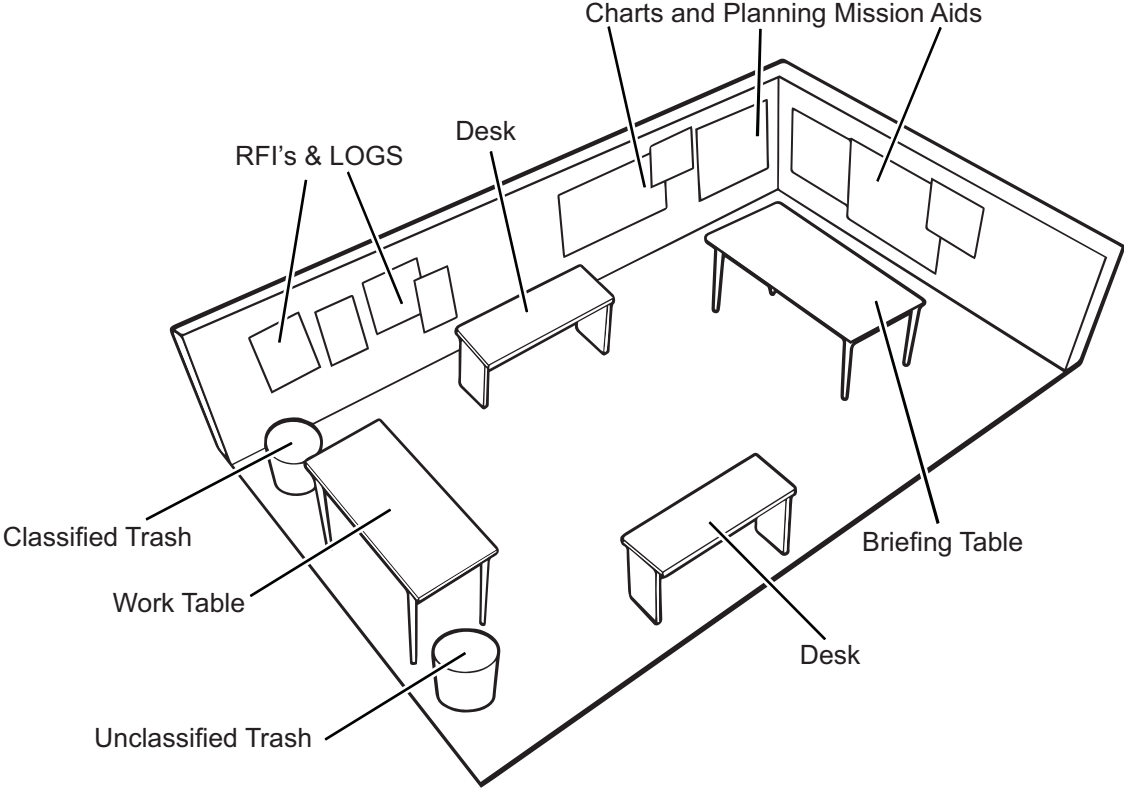 Charts and Planning Mission Aids
Desk
RFI's & LOGS
Classified Trash
Briefing Table
Work Table
Desk
Unclassified Trash